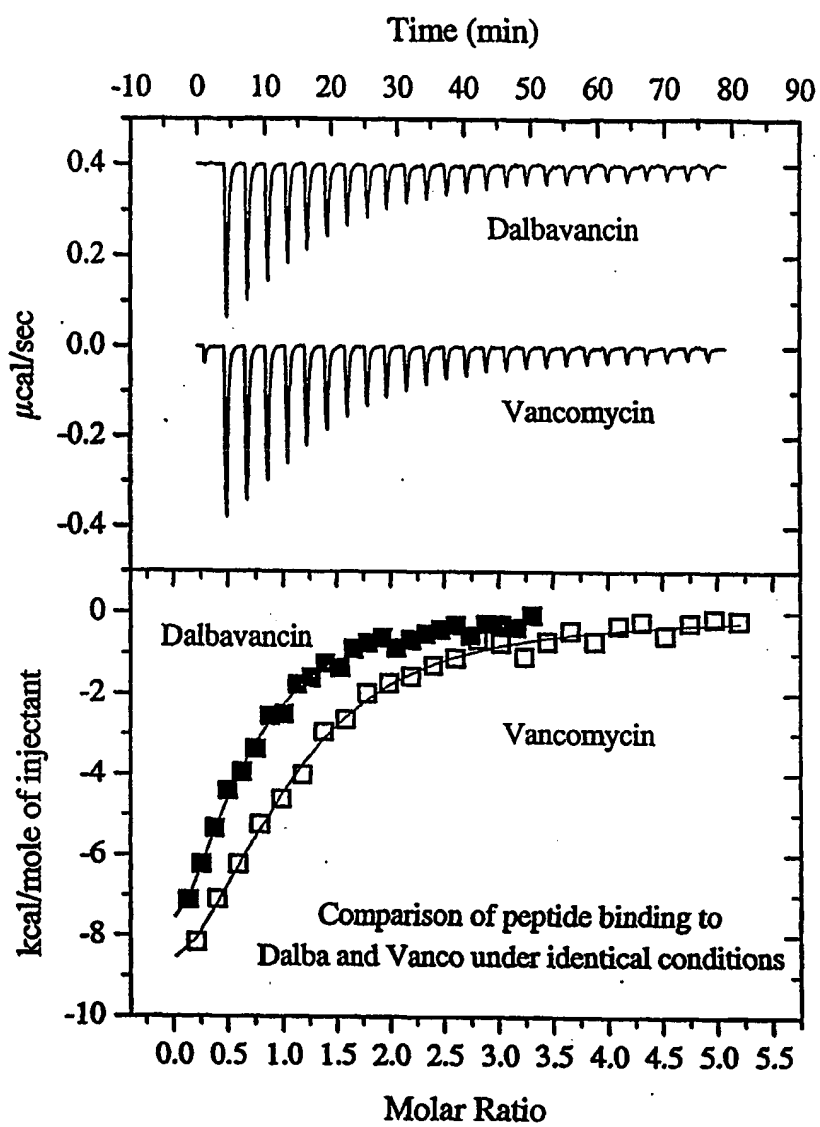 Time (min)
-10 0 10 20 30 40 50 60 70 80 90
0.4
Dalbavancin
0.2
0.0
μcal/sec
Vancomycin
-0.2
-0.4
0
Dalbavancin
-2
Vancomycin
-4
kcal/mole of injectant
-6
Comparison of peptide binding to
-8
Dalba and Vanco under identical conditions
-10
0.0 0.5 1.0 1.5 2.0 2.5 3.0 3.5 4.0 4.5 5.0 5.5
Molar Ratio